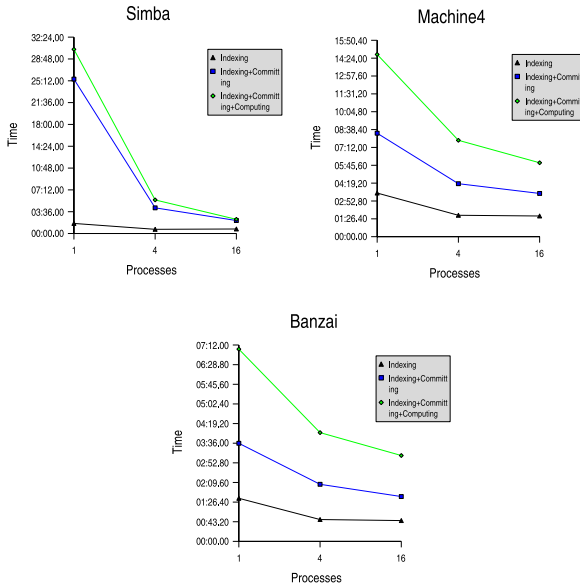 Simba
32:24,00
28:48,00
25:12,00
21:36,00
18:00,00
14:24,00
10:48,00
07:12,00
03:36,00
00:00,00
Time
1
4
16
Processes
Indexing
Indexing+Committ
ing
Indexing+Committ
ing+Computing
Machine4
15:50,40
14:24,00
12:57,60
11:31,20
10:04,80
08:38,40
07:12,00
05:45,60
04:19,20
02:52,80
01:26,40
00:00,00
Time
1
4
16
Processes
Indexing
Indexing+Committ
ing
Indexing+Committ
ing+Computing
Banzai
07:12,00
06:28,80
05:45,60
05:02,40
04:19,20
03:36,00
02:52,80
02:09,60
01:26,40
00:43,20
00:00,00
Time
1
4
16
Processes
Indexing
Indexing+Committ
ing
Indexing+Committ
ing+Computing